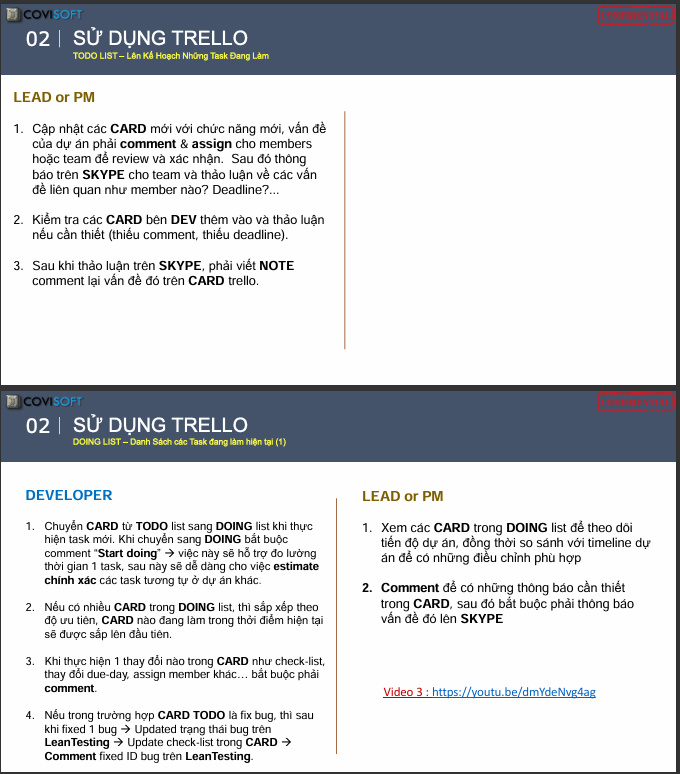 COVISOFT
02
SỬ DỤNG TRELLO
TODO LIST – Lên Kế Hoạch Những Task Đang Làm
LEAD or PM
1. Cập nhật các CARD mới với chức năng mới, vấn đề
của dự án phải comment & assign cho members
hoặc team để review và xác nhận. Sau đó thông
báo trên SKYPE cho team và thảo luận về các vấn
đề liên quan như member nào? Deadline?...
2. Kiểm tra các CARD bên DEV thêm vào và thảo luận
nếu cần thiết (thiếu comment, thiếu deadline).
3. Sau khi thảo luận trên SKYPE, phải viết NOTE
comment lại vấn đề đó trên CARD trello.
COVISOFT
02
SỬ DỤNG TRELLO
DOING LIST – Danh Sách các Task đang làm hiện tại (1)
DEVELOPER
1. Chuyển CARD từ TODO list sang DOING list khi thực
hiện task mới. Khi chuyển sang DOING bắt buộc
comment “Start doing” → việc này sẽ hỗ trợ đo lường
thời gian 1 task, sau này sẽ dễ dàng cho việc estimate
chính xác các task tương tự ở dự án khác.
2. Nếu có nhiều CARD trong DOING list, thì sắp xếp theo
độ ưu tiên, CARD nào đang làm trong thời điểm hiện tại
sẽ được sắp lên đầu tiên.
3. Khi thực hiện 1 thay đổi nào trong CARD như check-list,
thay đổi due-day, assign member khác... bắt buộc phải
comment.
4. Nếu trong trường hợp CARD TODO là fix bug, thì sau
khi fixed 1 bug → Updated trạng thái bug trên
LeanTesting → Update check-list trong CARD →
Comment fixed ID bug trên LeanTesting.
LEAD or PM
1. Xem các CARD trong DOING list để theo dõi
tiến độ dự án, đồng thời so sánh với timeline dự
án để có những điều chỉnh phù hợp
2. Comment để có những thông báo cần thiết
trong CARD, sau đó bắt buộc phải thông báo
vấn đề đó lên SKYPE
Video 3 : https://youtu.be/dmYdeNvg4ag